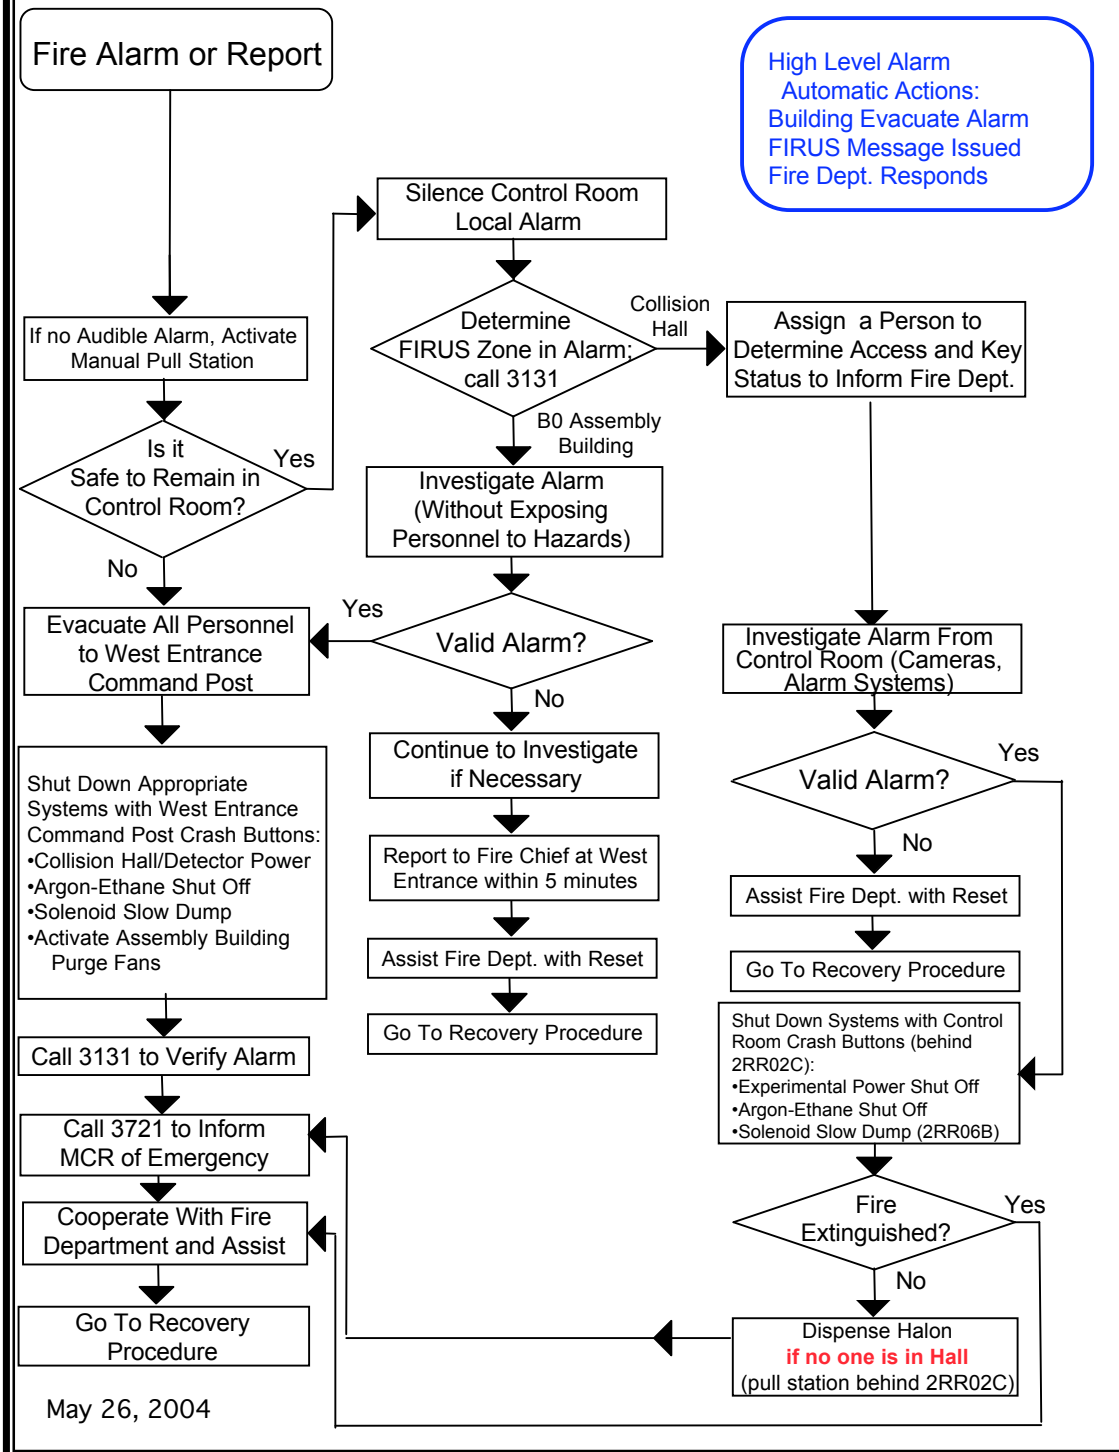 Fire Alarm or Report
High Level Alarm
Automatic Actions:
Building Evacuate Alarm
FIRUS Message Issued
Fire Dept. Responds
Silence Control Room
Local Alarm
If no Audible Alarm, Activate
Manual Pull Station
Determine
FIRUS Zone in Alarm;
call 3131
Collision
Hall
Assign a Person to
Determine Access and Key
Status to Inform Fire Dept.
B0 Assembly
Building
Is it
Safe to Remain in
Control Room?
Yes
No
Investigate Alarm
(Without Exposing
Personnel to Hazards)
Evacuate All Personnel
to West Entrance
Command Post
Yes
Valid Alarm?
No
Investigate Alarm From
Control Room (Cameras,
Alarm Systems)
Shut Down Appropriate
Systems with West Entrance
Command Post Crash Buttons:
•Collision Hall/Detector Power
•Argon-Ethane Shut Off
•Solenoid Slow Dump
•Activate Assembly Building
Purge Fans
Continue to Investigate
if Necessary
Valid Alarm?
Yes
No
Report to Fire Chief at West
Entrance within 5 minutes
Assist Fire Dept. with Reset
Assist Fire Dept. with Reset
Go To Recovery Procedure
Go To Recovery Procedure
Call 3131 to Verify Alarm
Shut Down Systems with Control
Room Crash Buttons (behind
2RR02C):
•Experimental Power Shut Off
•Argon-Ethane Shut Off
•Solenoid Slow Dump (2RR06B)
Call 3721 to Inform
MCR of Emergency
Cooperate With Fire
Department and Assist
Fire
Extinguished?
Yes
No
Go To Recovery
Procedure
Dispense Halon
if no one is in Hall
(pull station behind 2RR02C)
May 26, 2004